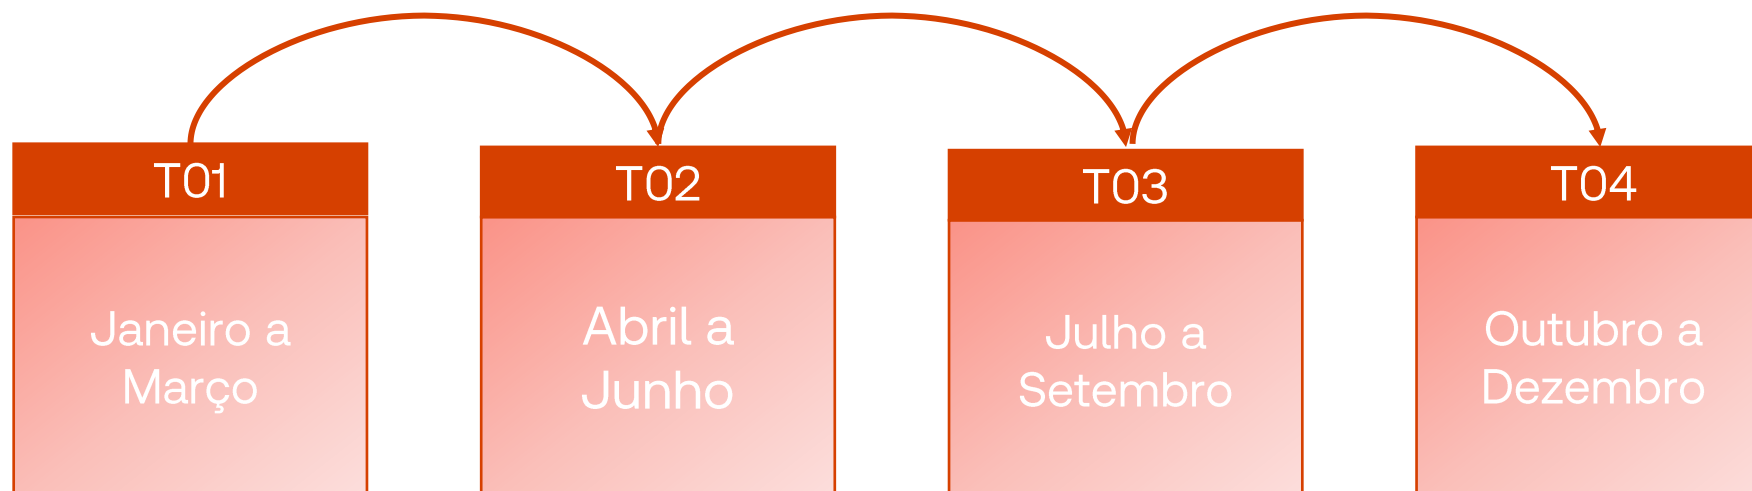 T01
Janeiro a
Março
T02
Abril a
Junho
T03
Julho a
Setembro
T04
Outubro a
Dezembro